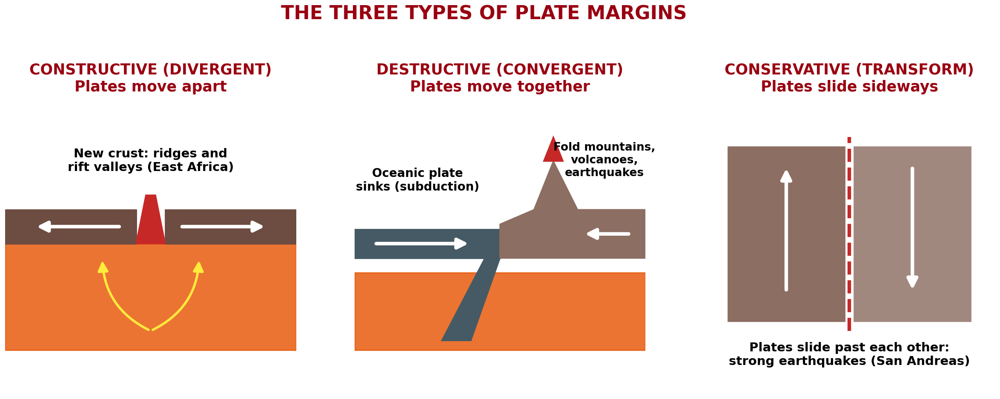 THE THREE TYPES OF PLATE MARGINS
CONSTRUCTIVE (DIVERGENT)
Plates move apart
New crust: ridges and
rift valleys (East Africa)
DESTRUCTIVE (CONVERGENT)
Plates move together
Oceanic plate
sinks (subduction)
Fold mountains,
volcanoes,
earthquakes
CONSERVATIVE (TRANSFORM)
Plates slide sideways
Plates slide past each other:
strong earthquakes (San Andreas)